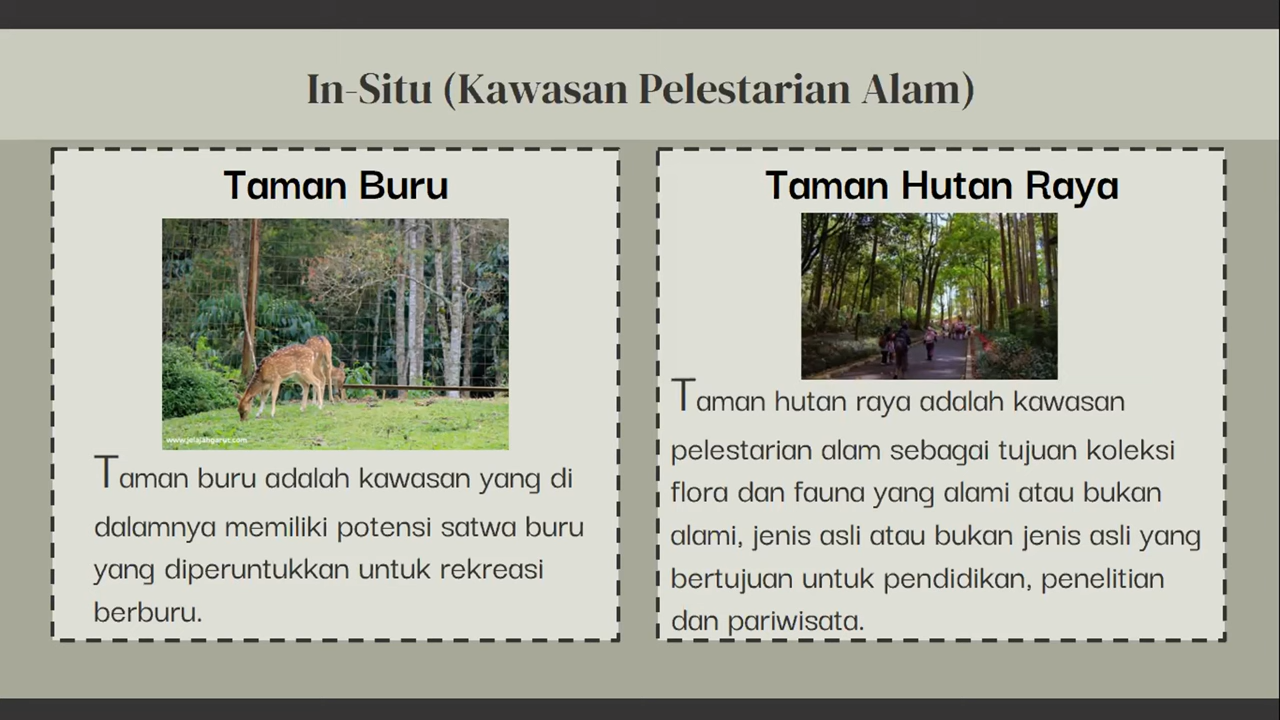 In-Situ (Kawasan Pelestarian Alam)
Taman Buru
www.jelajahgarut.com
Taman buru adalah kawasan yang di
dalamnya memiliki potensi satwa buru
yang diperuntukkan untuk rekreasi
berburu.
Taman Hutan Raya
Taman hutan raya adalah kawasan
pelestarian alam sebagai tujuan koleksi
flora dan fauna yang alami atau bukan
alami, jenis asli atau bukan jenis asli yang
bertujuan untuk pendidikan, penelitian
dan pariwisata.